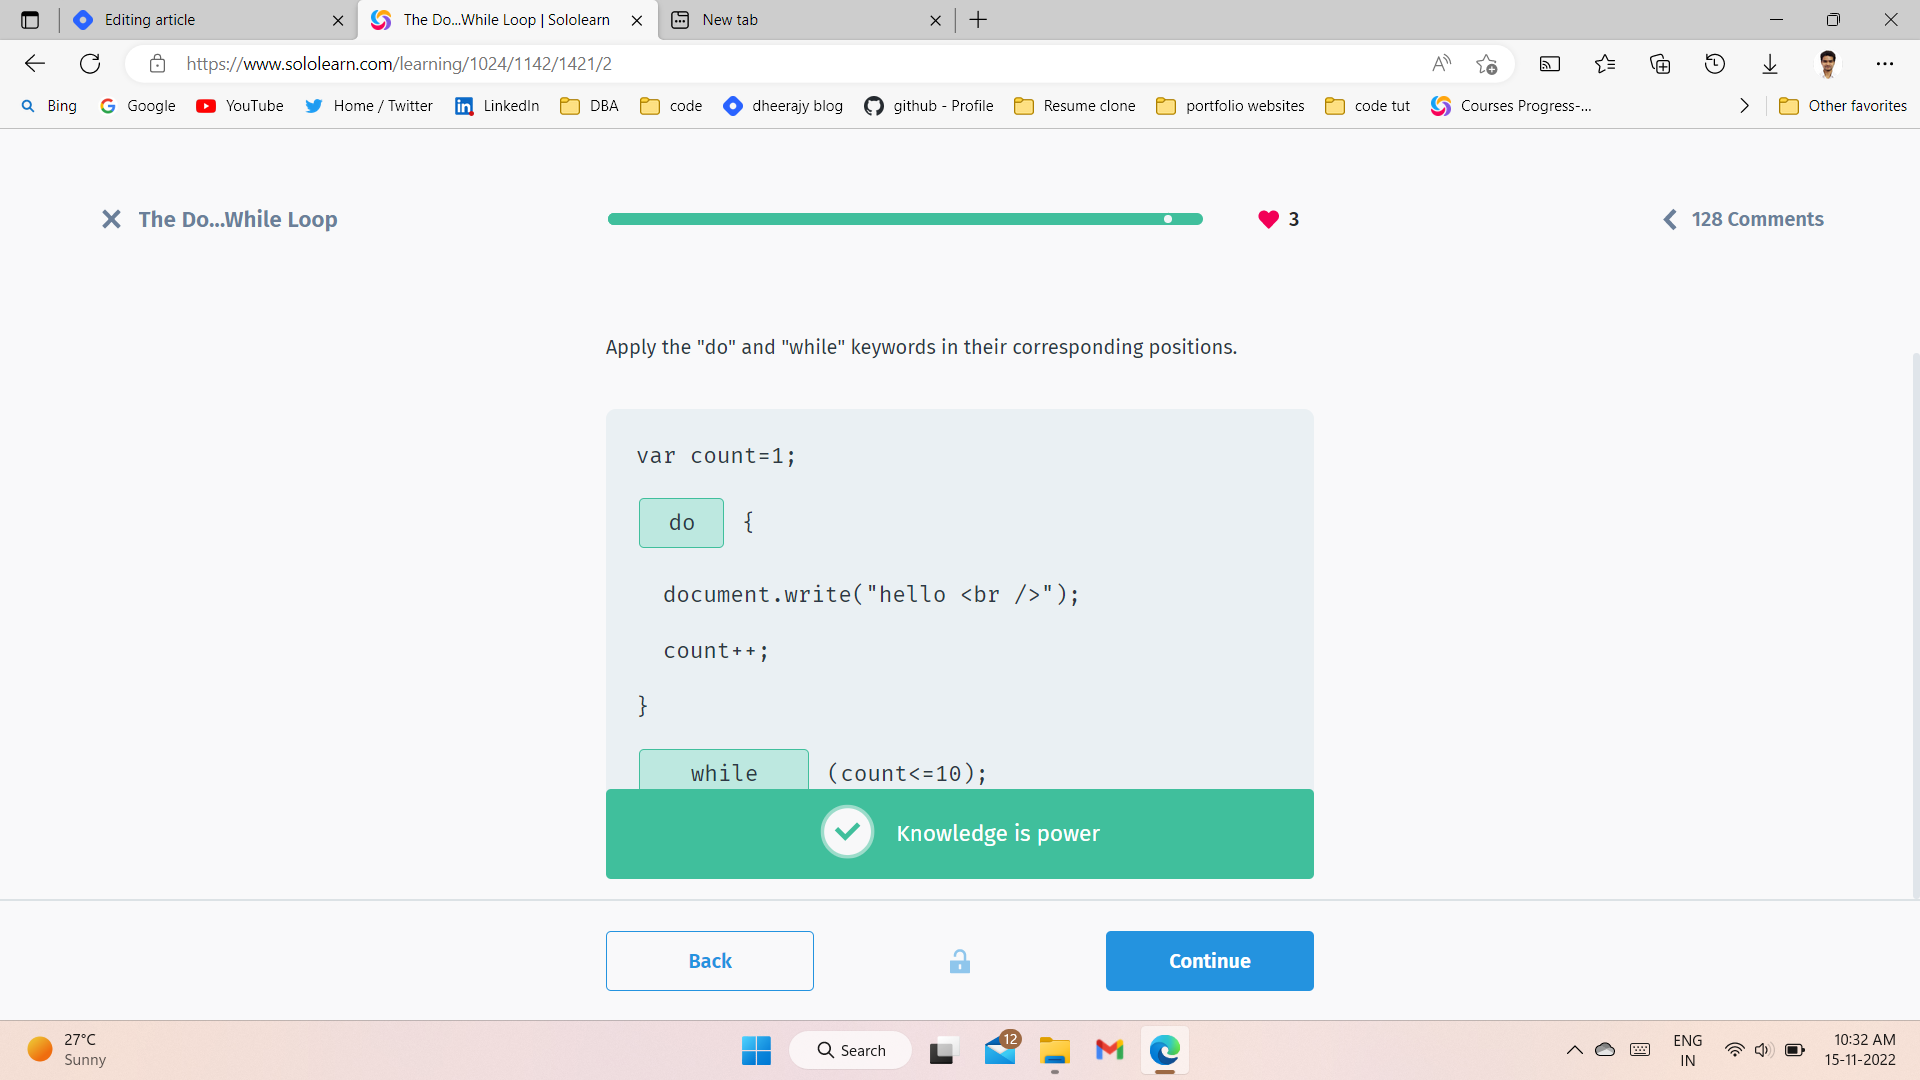 Editing article
The Do...While Loop | Sololearn
New tab
https://www.sololearn.com/learning/1024/1142/1421/2
Bing
Google
YouTube
Home / Twitter
LinkedIn
DBA
code
dheerajy blog
github - Profile
Resume clone
portfolio websites
code tut
Courses Progress-...
Other favorites
The Do...While Loop
3
128 Comments
Apply the "do" and "while" keywords in their corresponding positions.
var count=1;
do {
document.write("hello <br />");
count++;
}
while (count<=10);
Knowledge is power
Back
Continue
27°C
Sunny
Search
12
ENG
IN
10:32 AM
15-11-2022